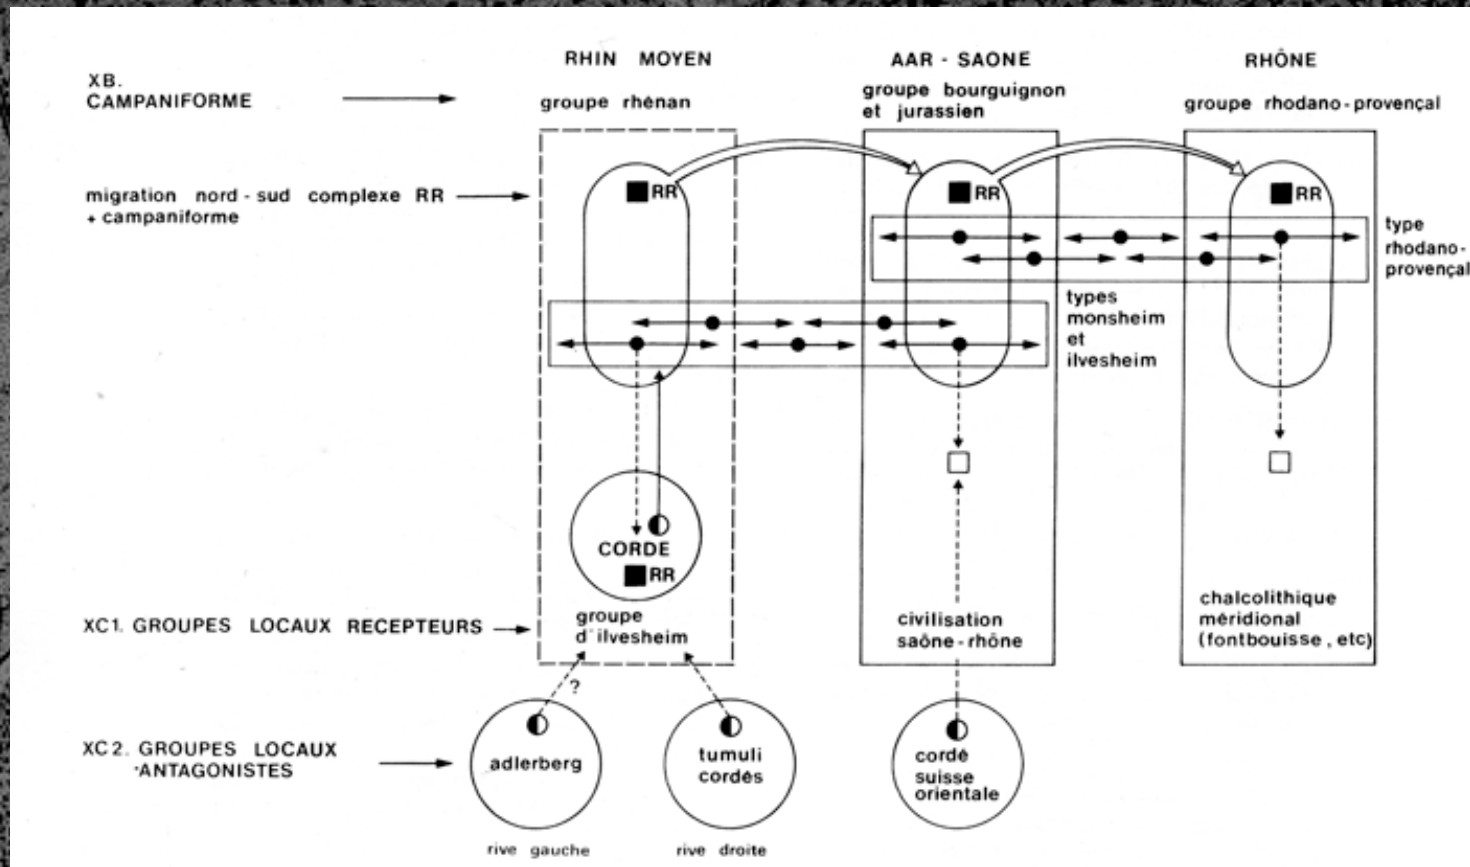 RHIN MOYEN
AAR - SAONE
RHÔNE
XB.
CAMPANIFORME
groupe rhénan
groupe bourguignon
et jurassien
groupe rhodano-provençal
migration nord-sud complexe RR
+ campaniforme
RR
RR
RR
type
rhodano-
provençal
types
monsheim
et
ilvesheim
CORDE
RR
XC1. GROUPES LOCAUX RECEPTEURS
groupe
d'ilvesheim
civilisation
saône-rhône
chalcolithique
méridional
(fontbouisse, etc)
?
XC2. GROUPES LOCAUX
ANTAGONISTES
adlerberg
tumuli
cordés
cordé
suisse
orientale
rive gauche
rive droite